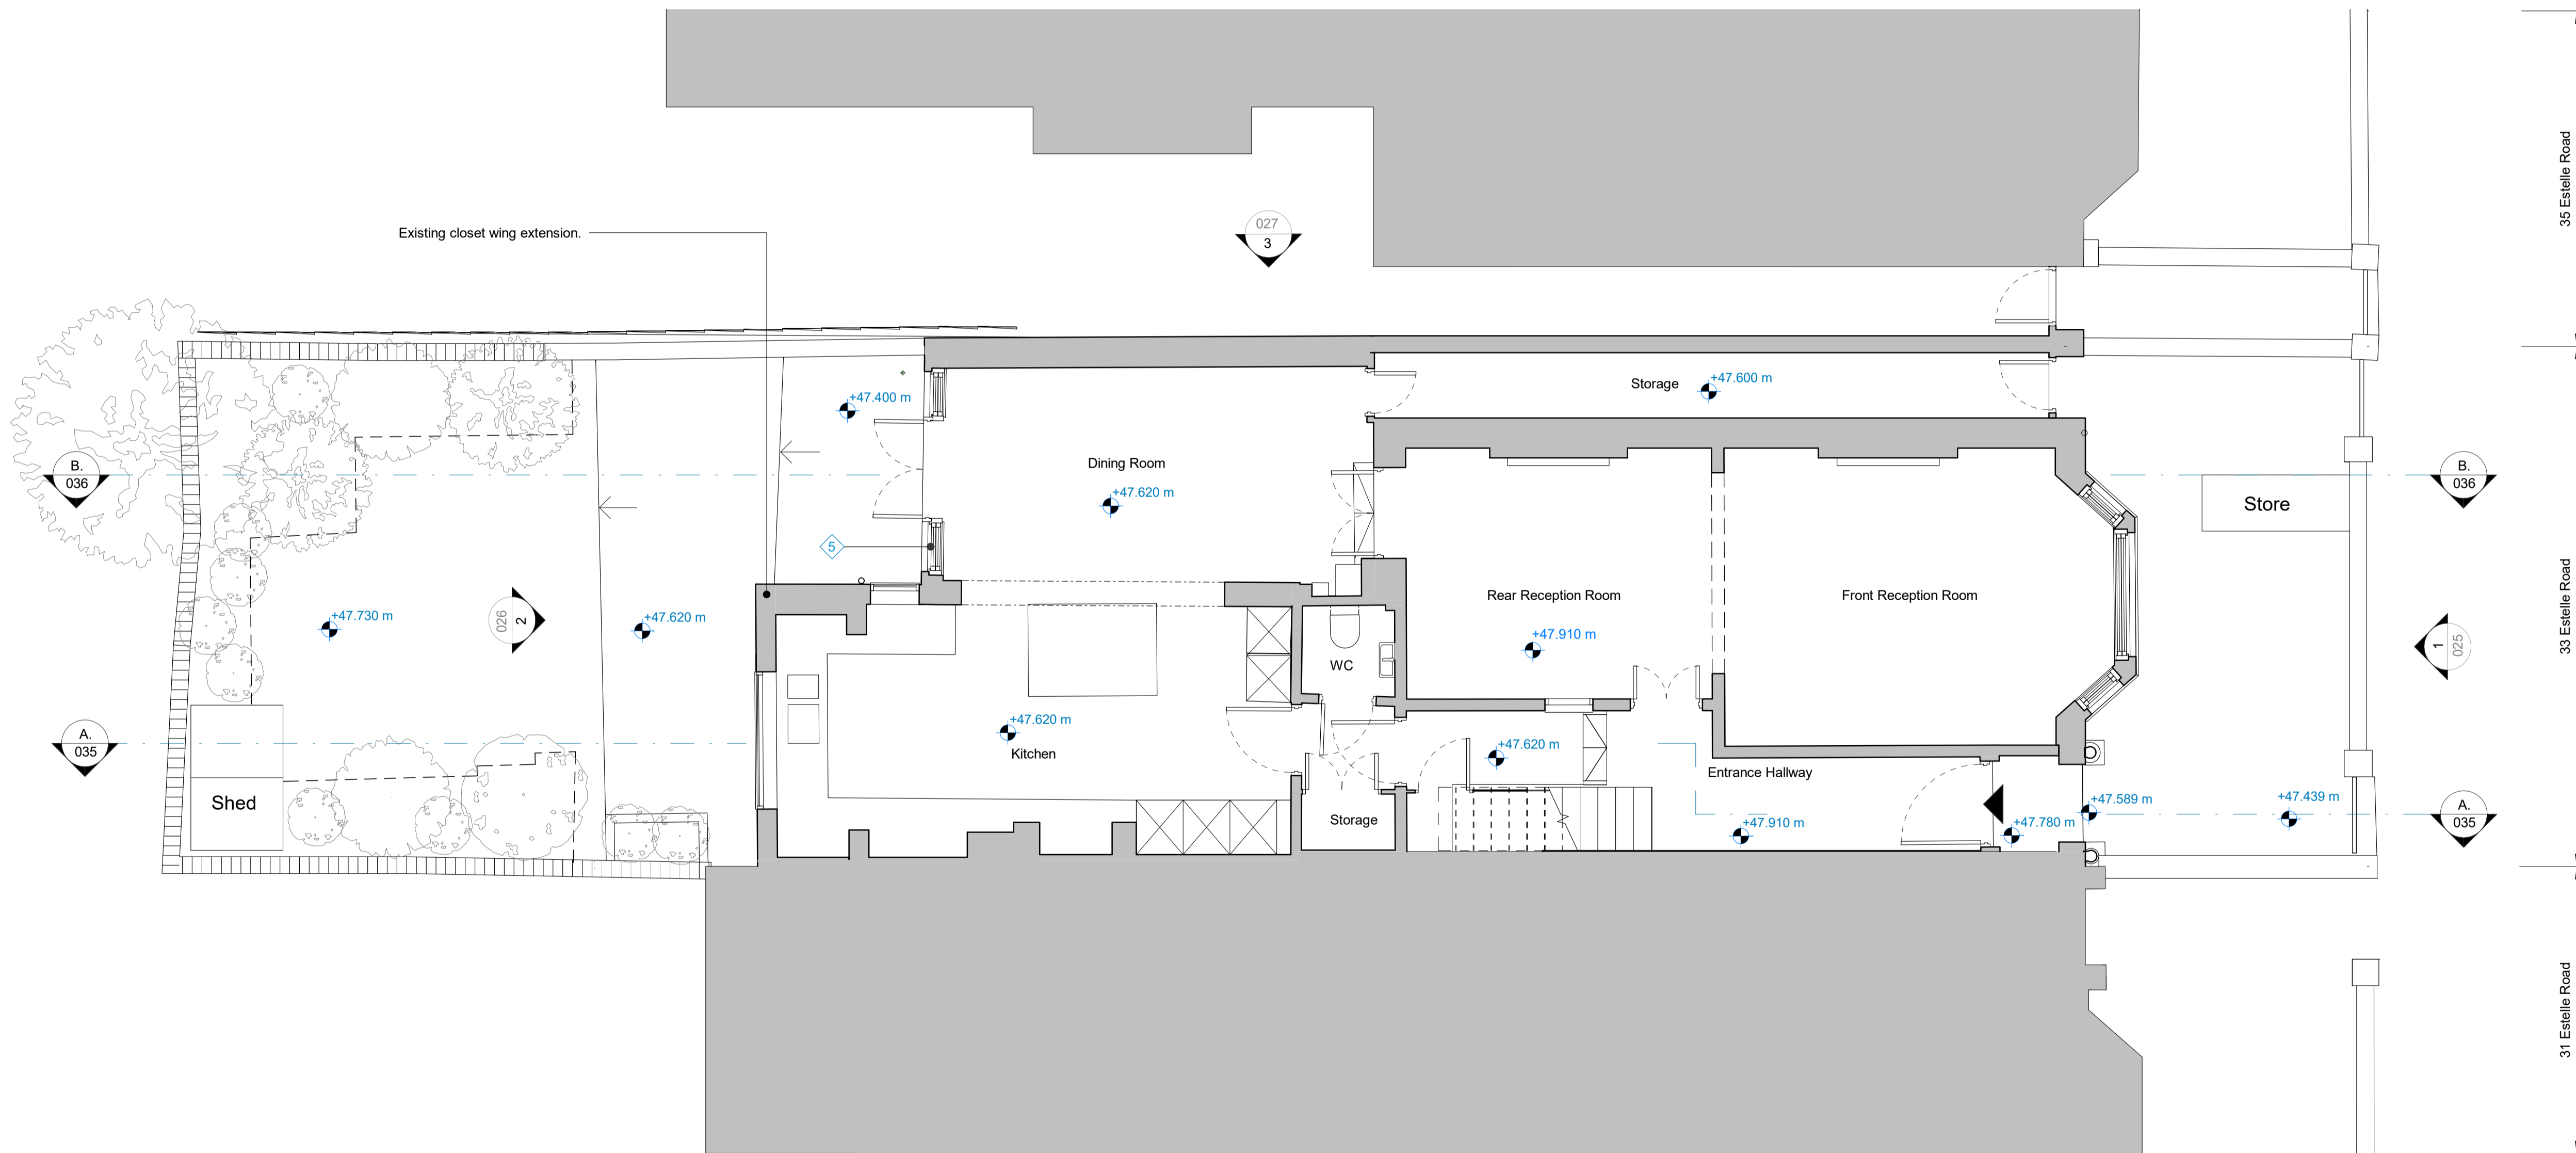 35 Estelle Road
027
3
Existing closet wing extension.
Storage
+47.600 m
+47.400 m
Dining Room
+47.620 m
B.
036
B.
036
Store
5
Rear Reception Room
Front Reception Room
33 Estelle Road
+47.730 m
026
2
+47.620 m
+47.910 m
1
025
WC
+47.620 m
Kitchen
+47.620 m
Entrance Hallway
A.
035
Shed
Storage
+47.910 m
+47.780 m
+47.589 m
+47.439 m
A.
035
31 Estelle Road